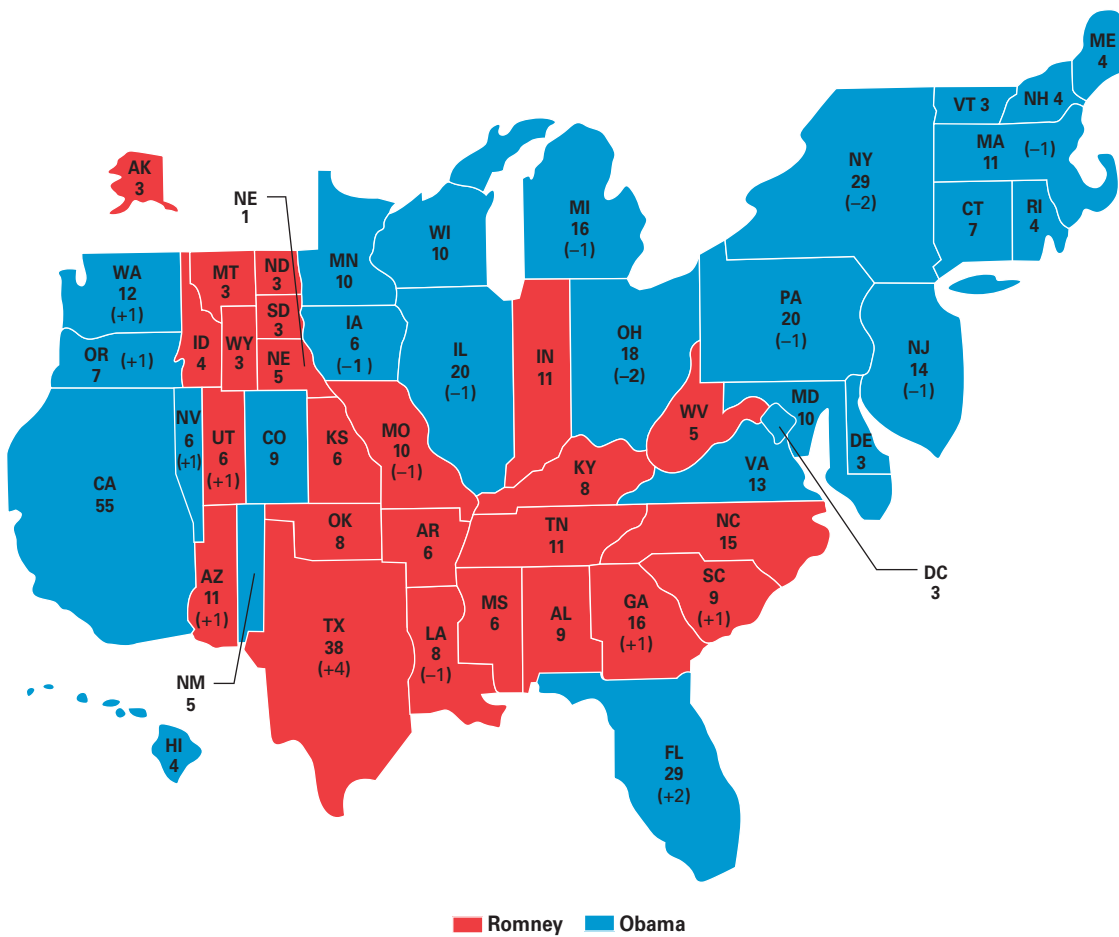 ME
4
VT 3
NH 4
MA (–1)
11
NY
29
(–2)
CT
7
RI
4
AK
3
NE
1
MI
16
(–1)
WI
10
MN
10
WA
12
(+1)
MT
3
ND
3
SD
3
OR (+1)
7
ID
4
WY
3
NE
5
IA
6
(–1)
IL
20
(–1)
IN
11
OH
18
(–2)
PA
20
(–1)
NJ
14
(–1)
MD
10
DE
3
WV
5
VA
13
NV
6
(+1)
UT
6
(+1)
CO
9
KS
6
MO
10
(–1)
KY
8
CA
55
OK
8
AR
6
TN
11
NC
15
DC
3
AZ
11
(+1)
SC
9
(+1)
TX
38
(+4)
LA
8
(–1)
MS
6
AL
9
GA
16
(+1)
NM
5
HI
4
FL
29
(+2)
Romney Obama